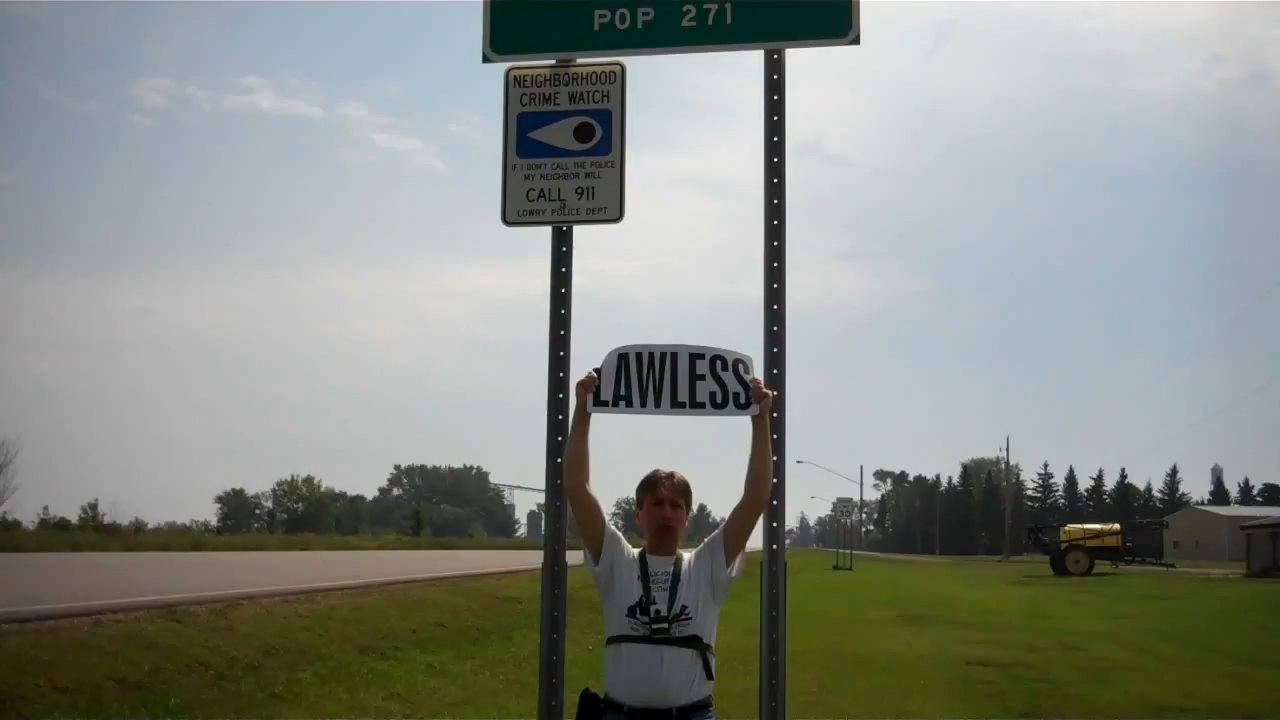 POP 271
NEIGHBORHOOD
CRIME WATCH
IF I DON'T CALL THE POLICE
MY NEIGHBOR WILL
CALL 911
LOWRY POLICE DEPT
LAWLESS
30